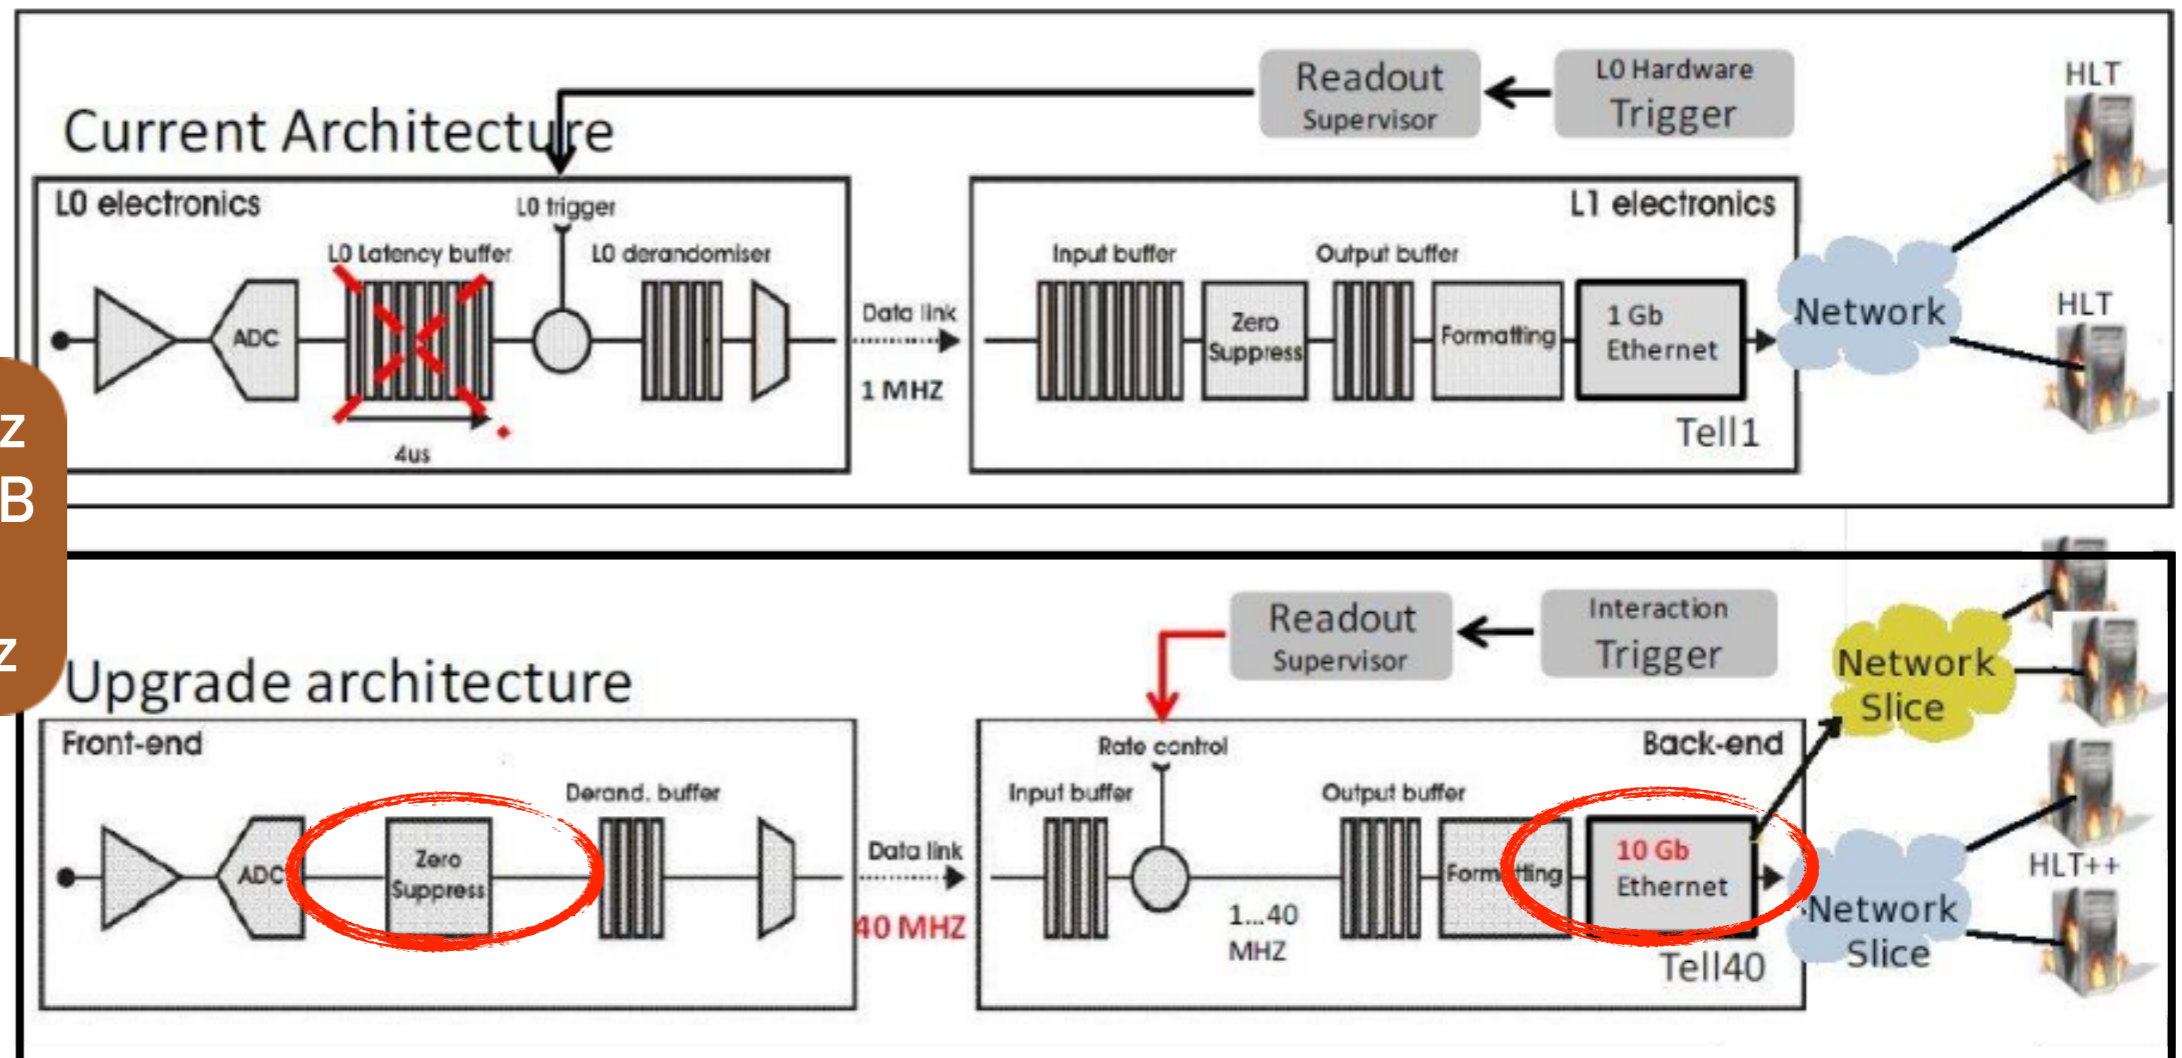 Readout
Supervisor
L0 Hardware
Trigger
HLT
Current Architecture
L0 electronics
L0 trigger
L0 Latency buffer
L0 derandomiser
ADC
4us
Data link
1 MHZ
L1 electronics
Input buffer
Output buffer
Zero
Suppress
Formatting
1 Gb
Ethernet
Tell1
Network
HLT
z
B
z
Readout
Supervisor
Interaction
Trigger
Upgrade architecture
Front-end
ADC
Zero
Suppress
Derand. buffer
Data link
40 MHZ
Rate control
Back-end
Input buffer
Output buffer
1...40
MHZ
Formatting
10 Gb
Ethernet
Tell40
Network
Slice
HLT++
Network
Slice